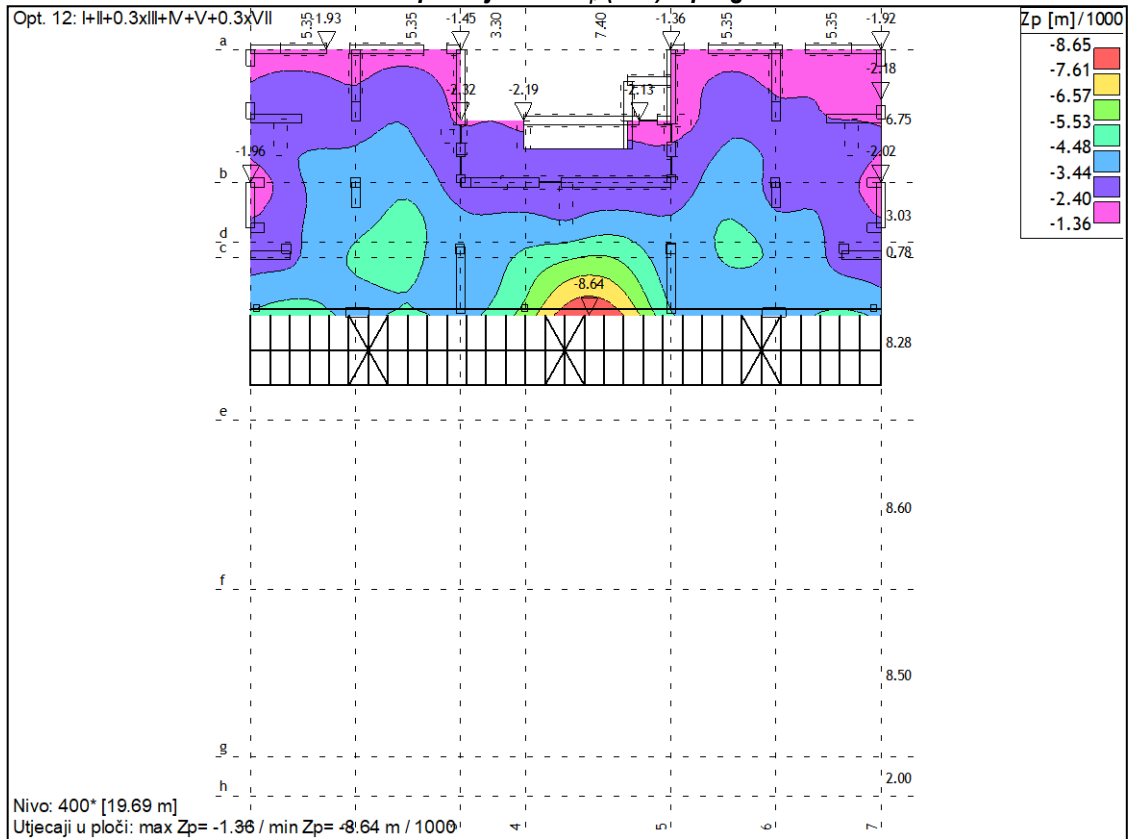 Opt. 12: I+II+0.3xIII+IV+V+0.3xVII
5.35 -1.93 5.35 -1.45 3.30 7.40 -1.36 5.35 5.35 -1.92
Zp [m] / 1000
-8.65
-7.61
-6.57
-5.53
-4.48
-3.44
-2.40
-1.36
a
-2.18
-2.32 -2.19 -2.13
6.75
-1.96 -2.02
b
3.03
d
c
0.78
-8.64
8.28
e
8.60
f
8.50
g
2.00
h
Nivo: 400* [19.69 m]
Utjecaji u ploči: max Zp= -1.36 / min Zp= -8.64 m / 1000
4 5 6 7